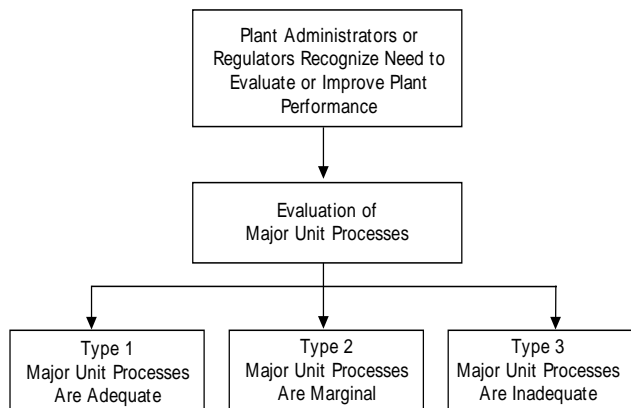 Plant Administrators or
Regulators Recognize Need to
Evaluate or Improve Plant
Performance
Evaluation of
Major Unit Processes
Type 1
Major Unit Processes
Are Adequate
Type 2
Major Unit Processes
Are Marginal
Type 3
Major Unit Processes
Are Inadequate